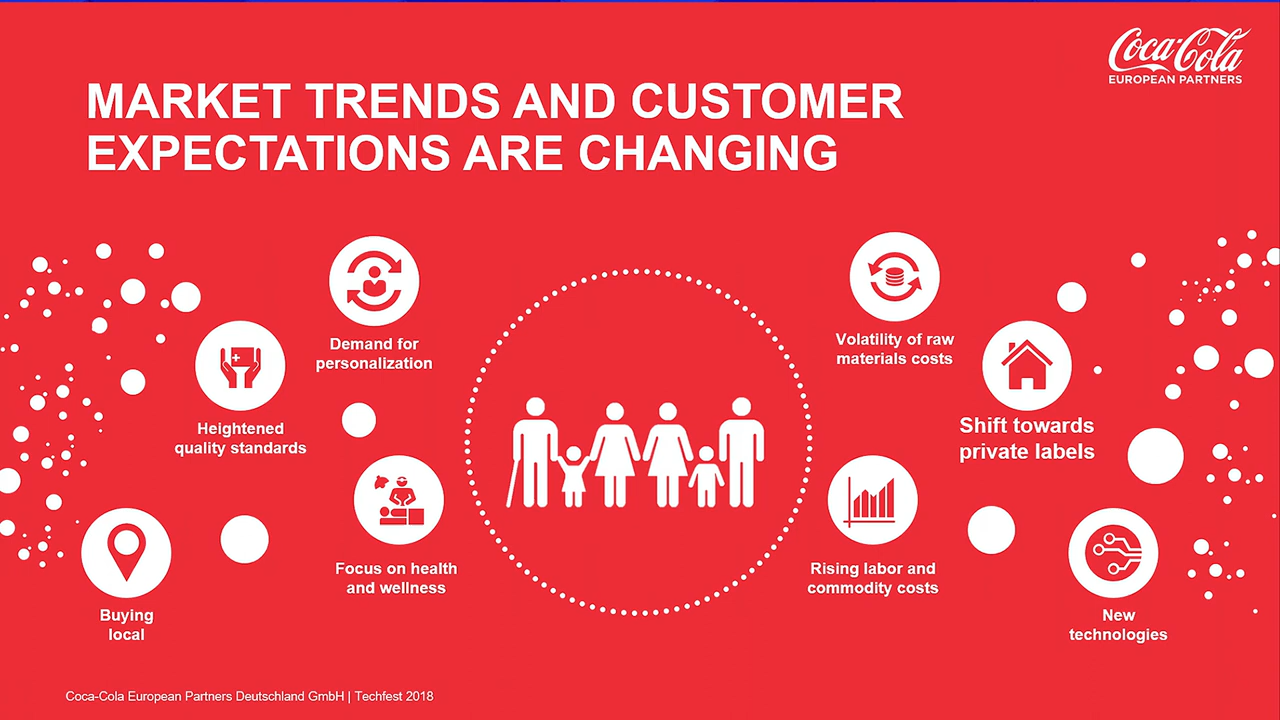 Coca-Cola
EUROPEAN PARTNERS
MARKET TRENDS AND CUSTOMER
EXPECTATIONS ARE CHANGING
Demand for
personalization
Heightened
quality standards
Focus on health
and wellness
Buying
local
Volatility of raw
materials costs
Shift towards
private labels
Rising labor and
commodity costs
New
technologies
Coca-Cola European Partners Deutschland GmbH | Techfest 2018